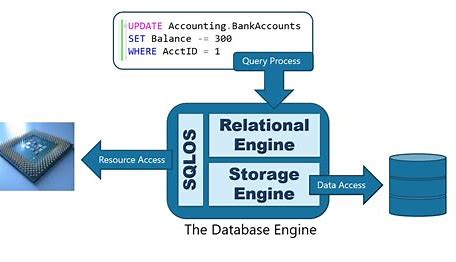 UPDATE Accounting.BankAccounts
SET Balance -= 300
WHERE AcctID = 1
Query Process
Resource Access
SQLOS
Relational
Engine
Storage
Engine
Data Access
The Database Engine